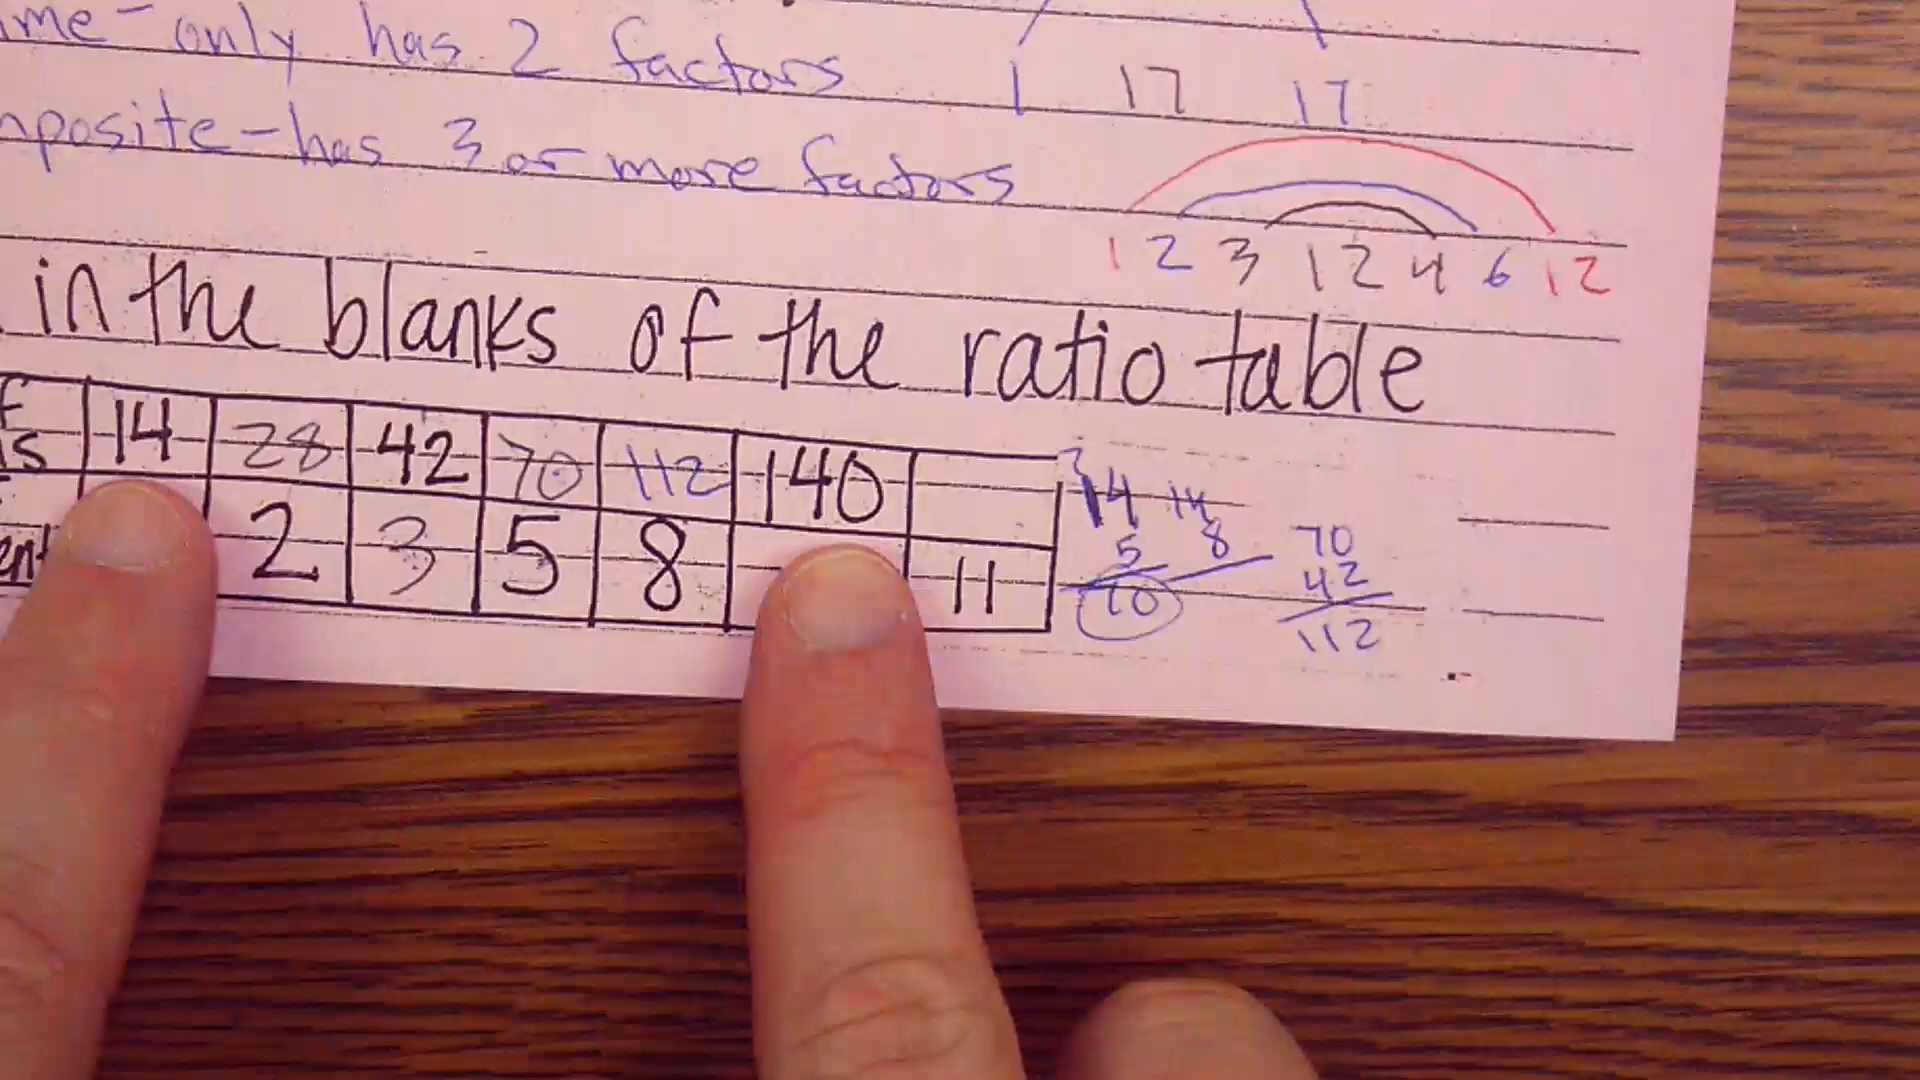 me - only has 2 factors
1 17 17
mposite - has 3 or more factors
1 2 3 12 4 6 12
in the blanks of the ratio table
f
s 14 28 42 70 112 140
ent 2 3 5 8 11
14 14 70
5 8 42
70 112